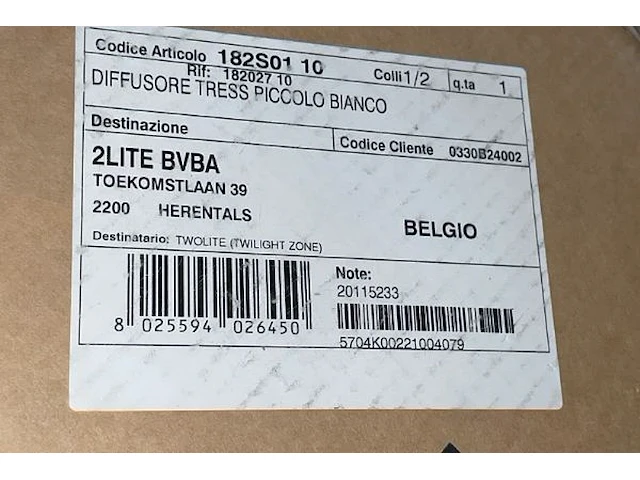 Codice Articolo 182S01 10 Colli 1/2 q.ta 1
Rif: 182027 10
DIFFUSORE TRESS PICCOLO BIANCO
Destinazione Codice Cliente 0330B24002
2LITE BVBA
TOEKOMSTLAAN 39
2200 HERENTALS BELGIO
Destinatario: TWOLITE (TWILIGHT ZONE)
Note:
20115233
8 025594 026450
5704K00221004079